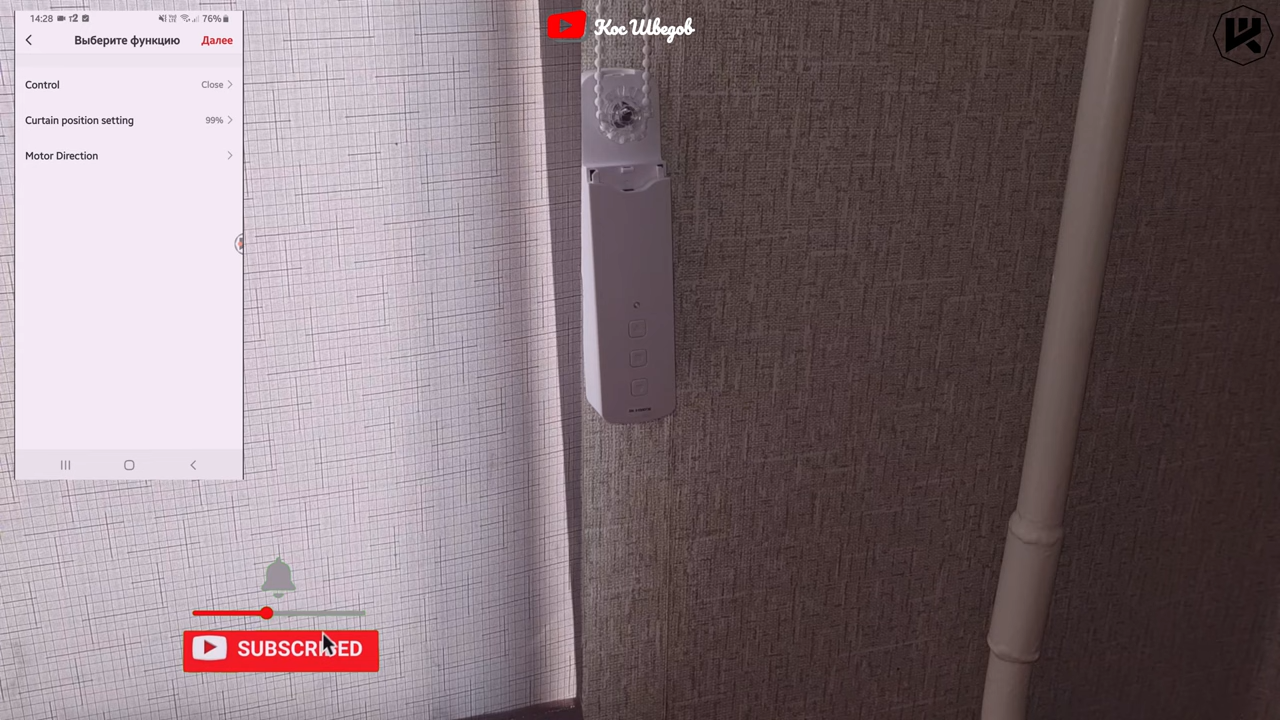 14:28
76%
Выберите функцию
Далее
Control
Close
Curtain position setting
99%
Motor Direction
Кос Шведов
SUBSCRIBED